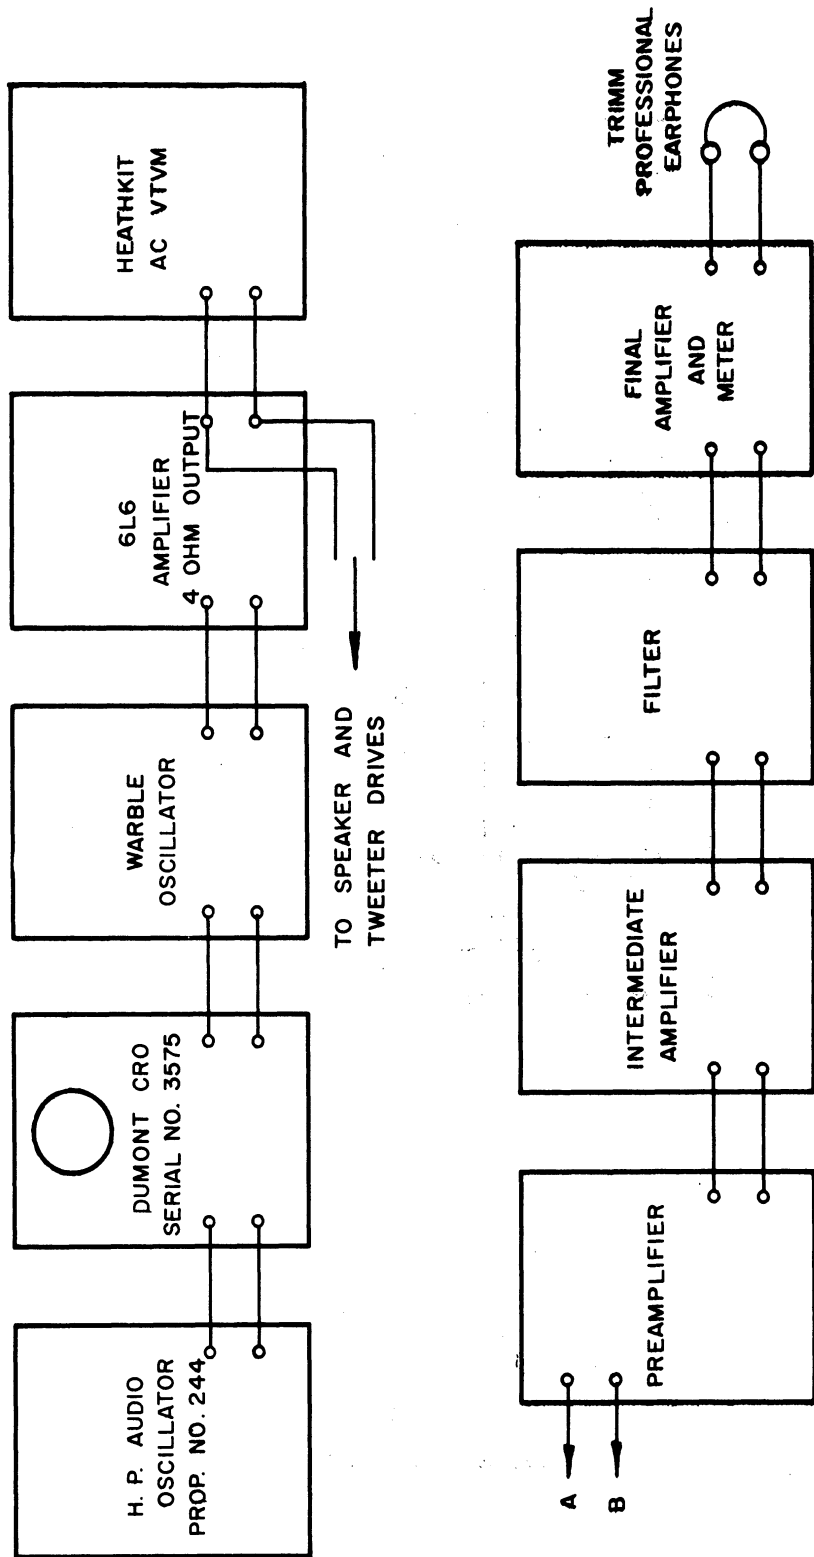 H. P. AUDIO
OSCILLATOR
PROP. NO. 244
DUMONT CRO
SERIAL NO. 3575
WARBLE
OSCILLATOR
6L6
AMPLIFIER
4 OHM OUTPUT
HEATHKIT
AC VTVM
TO SPEAKER AND
TWEETER DRIVES
A
B
PREAMPLIFIER
INTERMEDIATE
AMPLIFIER
FILTER
FINAL
AMPLIFIER
AND
METER
TRIMM
PROFESSIONAL
EARPHONES